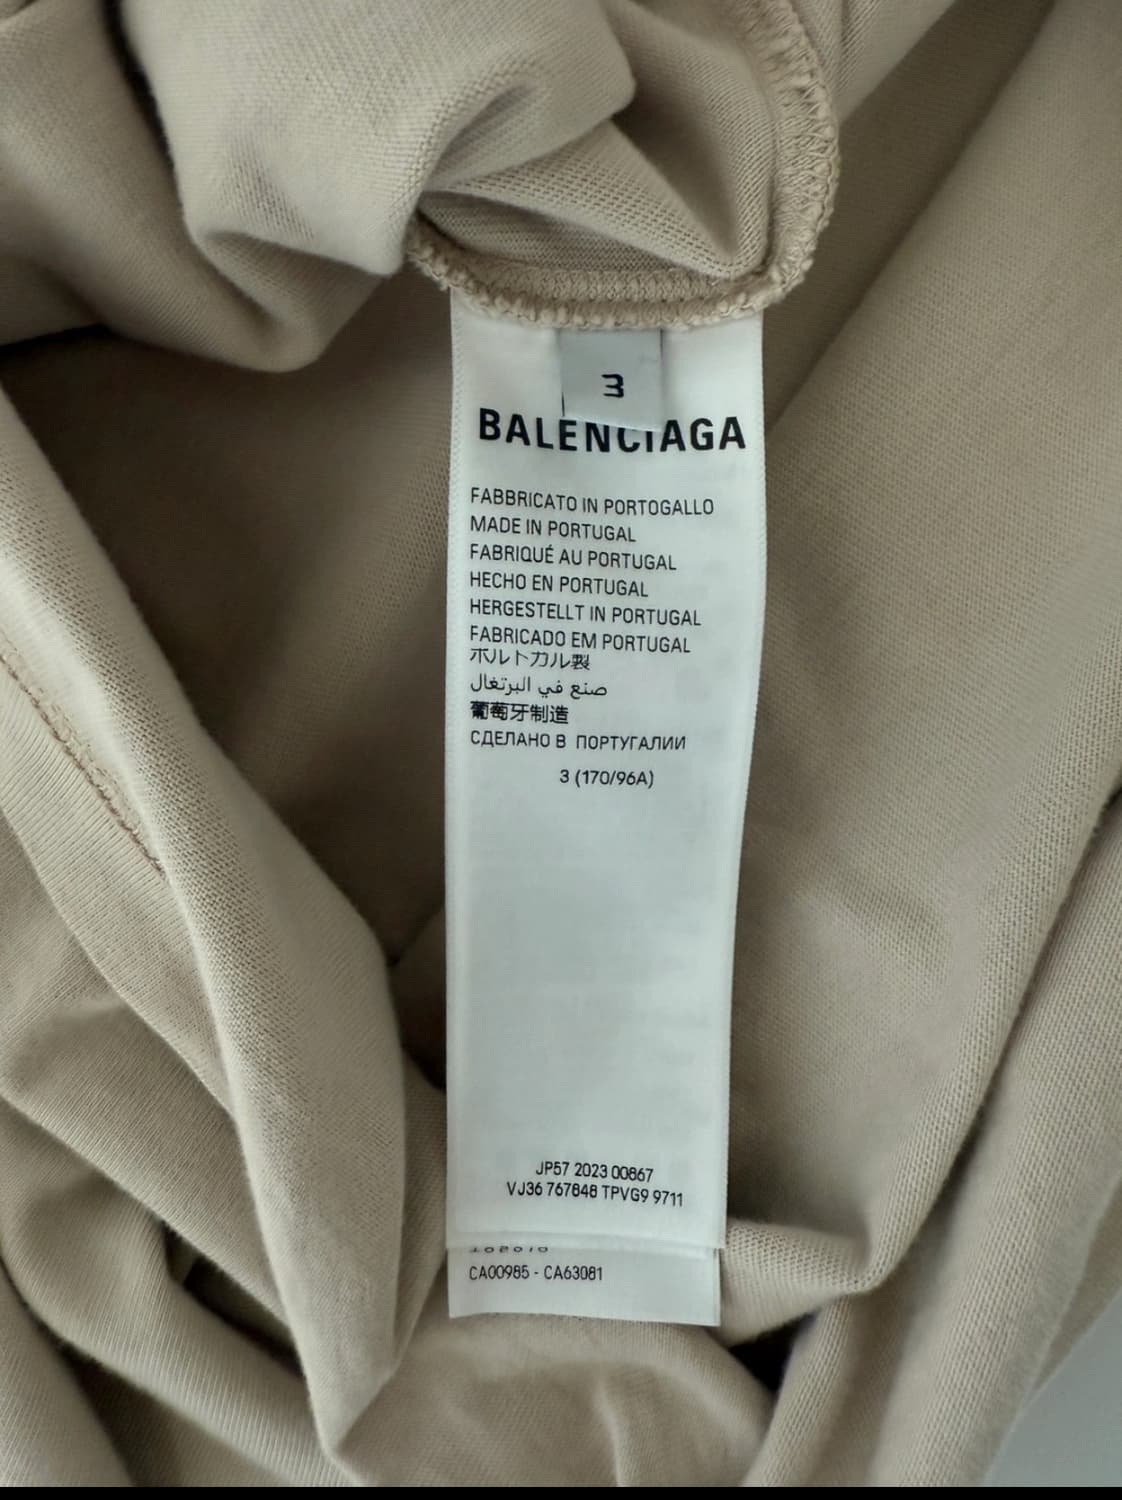 3
BALENCIAGA
FABBRICATO IN PORTOGALLO
MADE IN PORTUGAL
FABRIQUÉ AU PORTUGAL
HECHO EN PORTUGAL
HERGESTELLT IN PORTUGAL
FABRICADO EM PORTUGAL
ポルトカル製
صنع في البرتغال
葡萄牙制造
СДЕЛАНО В ПОРТУГАЛИИ
3 (170/96A)
JP57 2023 00867
VJ36 767848 TPVG9 9711
CA00985 - CA63081